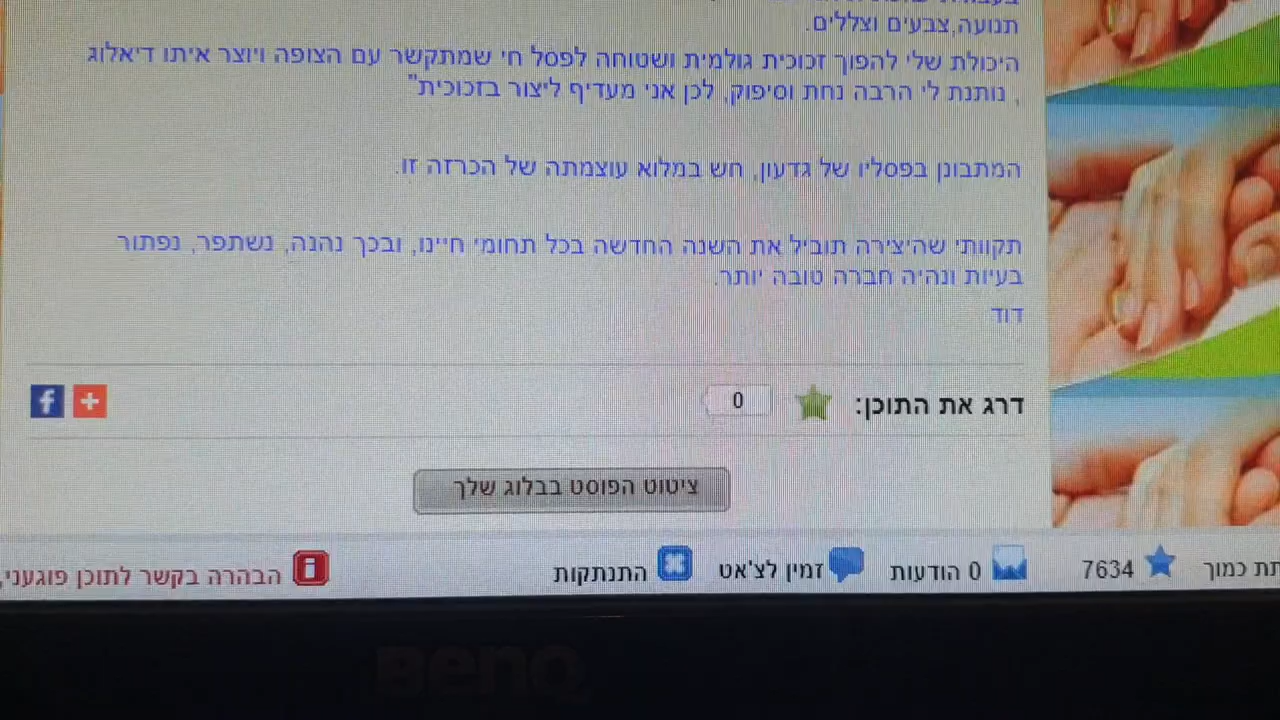 תנועה,צבעים וצללים.
היכולת שלי להפוך זכוכית גולמית ושטוחה לפסל חי שמתקשר עם הצופה ויוצר איתו דיאלוג
, נותנת לי הרבה נחת וסיפוק, לכן אני מעדיף ליצור בזכוכית"
המתבונן בפסליו של גדעון, חש במלוא עוצמתה של הכרזה זו.
תקוותי שהיצירה תוביל את השנה החדשה בכל תחומי חיינו, ובכך נהנה, נשתפר, נפתור
בעיות ונהיה חברה טובה יותר.
דוד
דרג את התוכן: 0
ציטוט הפוסט בבלוג שלך
תת כמוך 7634 0 הודעות זמין לצ'אט התנתקות הבהרה בקשר לתוכן פוגעני,
BenQ